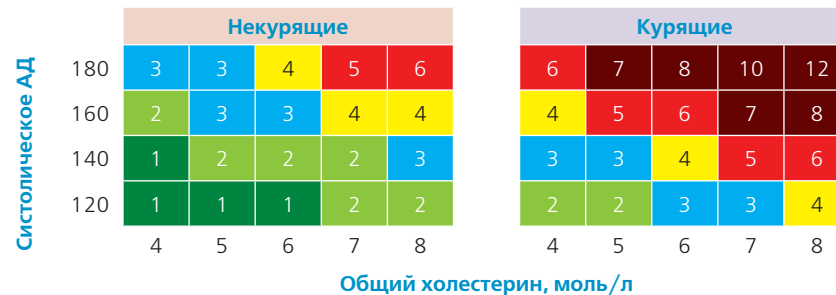 Некурящие Курящие
Систолическое АД
180 3 3 4 5 6 6 7 8 10 12
160 2 3 3 4 4 4 5 6 7 8
140 1 2 2 2 3 3 3 4 5 6
120 1 1 1 2 2 2 2 3 3 4
4 5 6 7 8 4 5 6 7 8
Общий холестерин, моль/л